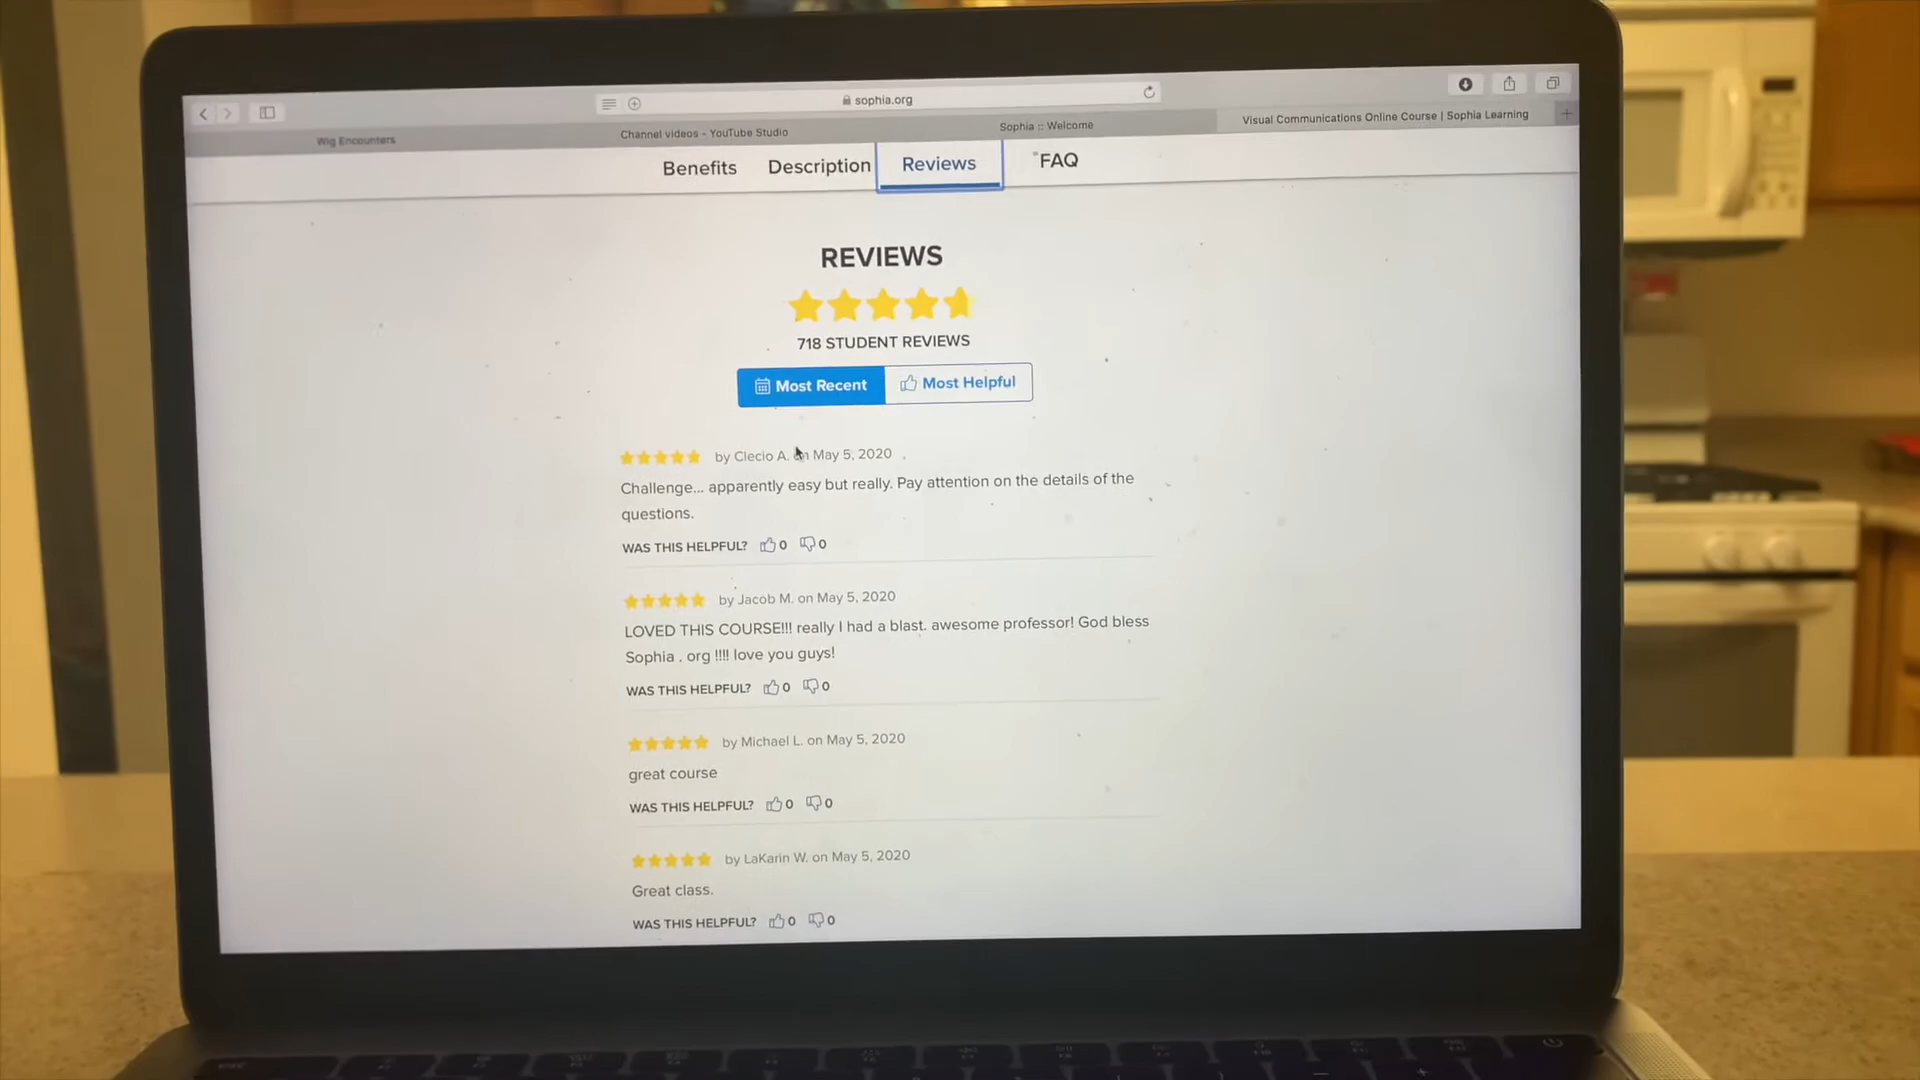 sophia.org
Wig Encounters
Channel videos - YouTube Studio
Sophia :: Welcome
Visual Communications Online Course | Sophia Learning
Benefits
Description
Reviews
FAQ
REVIEWS
718 STUDENT REVIEWS
Most Recent
Most Helpful
by Clecio A. on May 5, 2020
Challenge... apparently easy but really. Pay attention on the details of the
questions.
WASTHIS HELPFUL? 0 0
by Jacob M. on May 5, 2020
LOVED THIS COURSE!!! really I had a blast. awesome professor! God bless
Sophia . org !!!! love you guys!
WAS THIS HELPFUL? 0 0
by Michael L. on May 5, 2020
great course
WAS THIS HELPFUL? 0 0
by LaKarin W. on May 5, 2020
Great class.
WAS THIS HELPFUL? 0 0